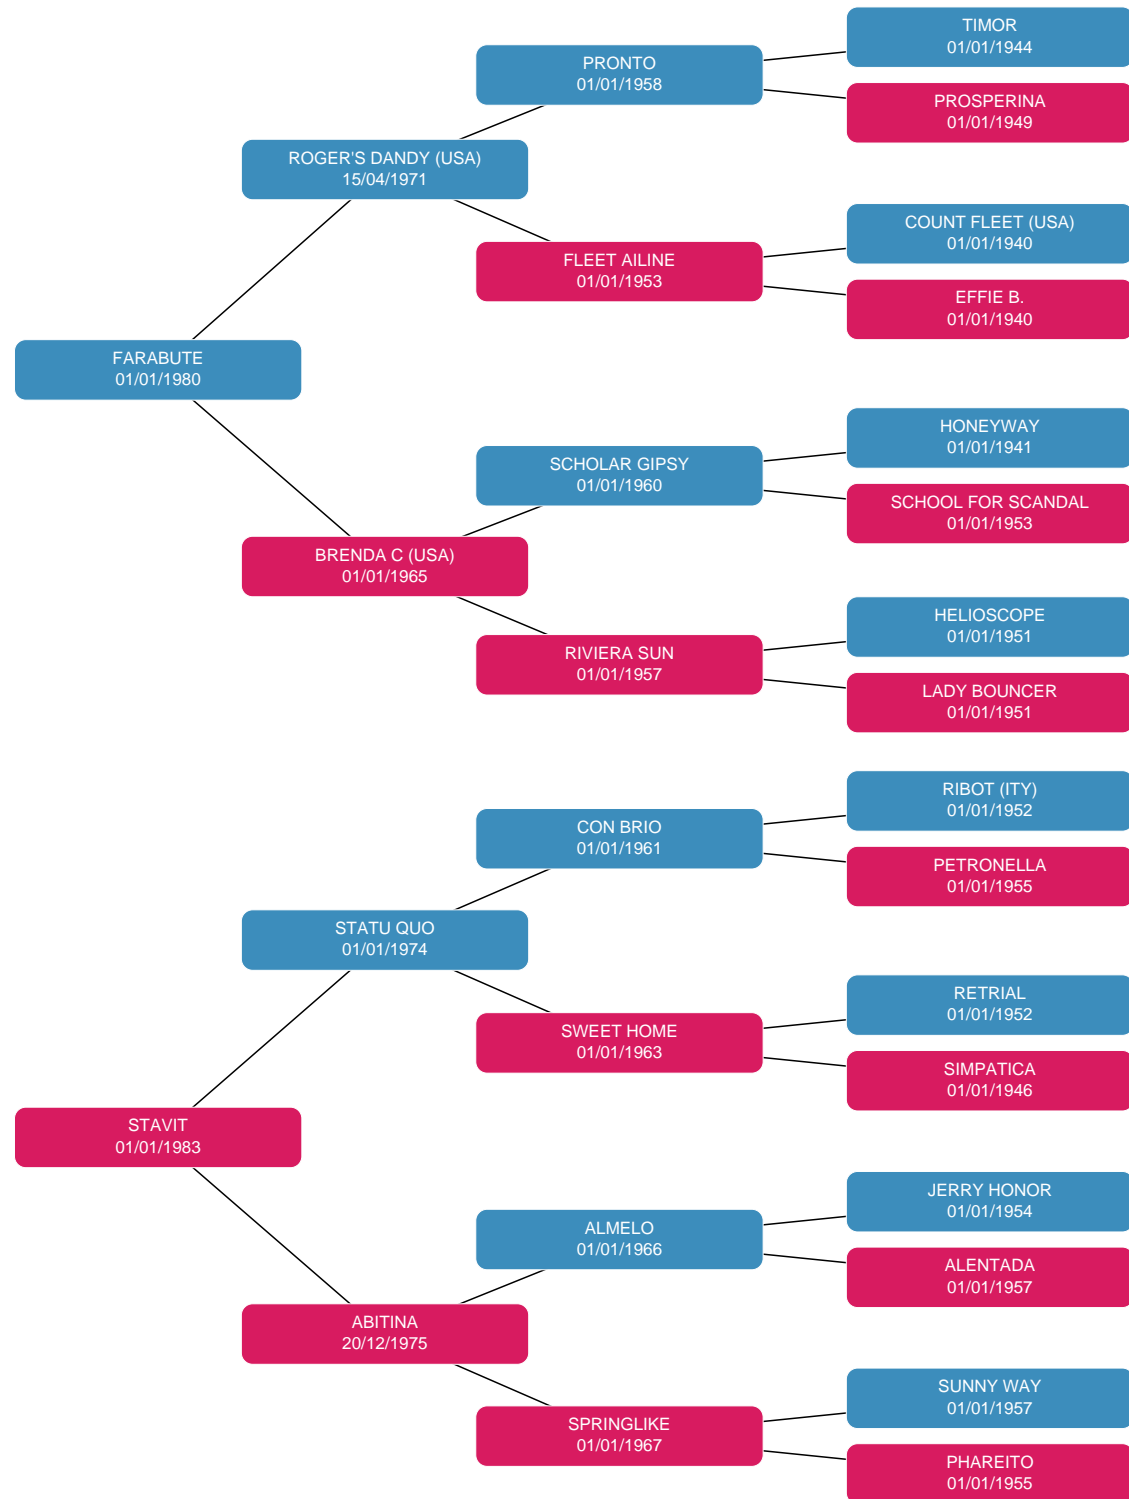 TIMOR
01/01/1944
PRONTO
01/01/1958
PROSPERINA
01/01/1949
ROGER'S DANDY (USA)
15/04/1971
COUNT FLEET (USA)
01/01/1940
FLEET AILINE
01/01/1953
EFFIE B.
01/01/1940
FARABUTE
01/01/1980
HONEYWAY
01/01/1941
SCHOLAR GIPSY
01/01/1960
SCHOOL FOR SCANDAL
01/01/1953
BRENDA C (USA)
01/01/1965
HELIOSCOPE
01/01/1951
RIVIERA SUN
01/01/1957
LADY BOUNCER
01/01/1951
RIBOT (ITY)
01/01/1952
CON BRIO
01/01/1961
PETRONELLA
01/01/1955
STATU QUO
01/01/1974
RETRIAL
01/01/1952
SWEET HOME
01/01/1963
SIMPATICA
01/01/1946
STAVIT
01/01/1983
JERRY HONOR
01/01/1954
ALMELO
01/01/1966
ALENTADA
01/01/1957
ABITINA
20/12/1975
SUNNY WAY
01/01/1957
SPRINGLIKE
01/01/1967
PHAREITO
01/01/1955